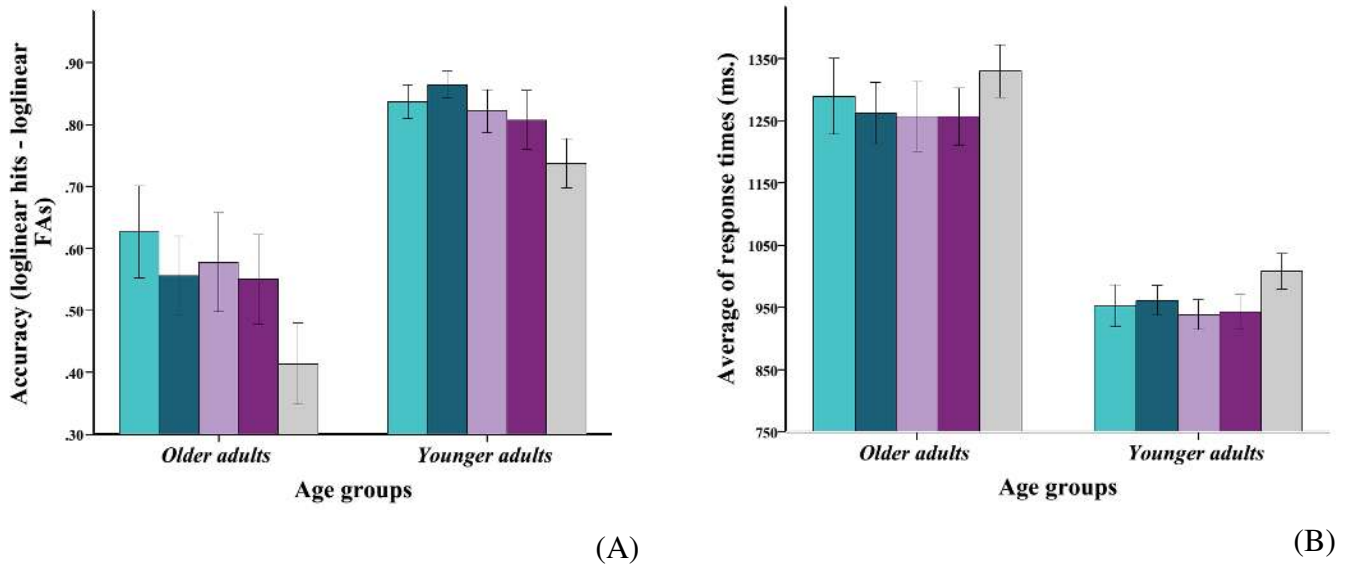 Accuracy (loglinear hits - loglinear
FAs)
.90
.80
.70
.60
.50
.40
.30
Older adults
Younger adults
Age groups
(A)
Average of response times (ms.)
1350
1250
1150
1050
950
850
750
Older adults
Younger adults
Age groups
(B)